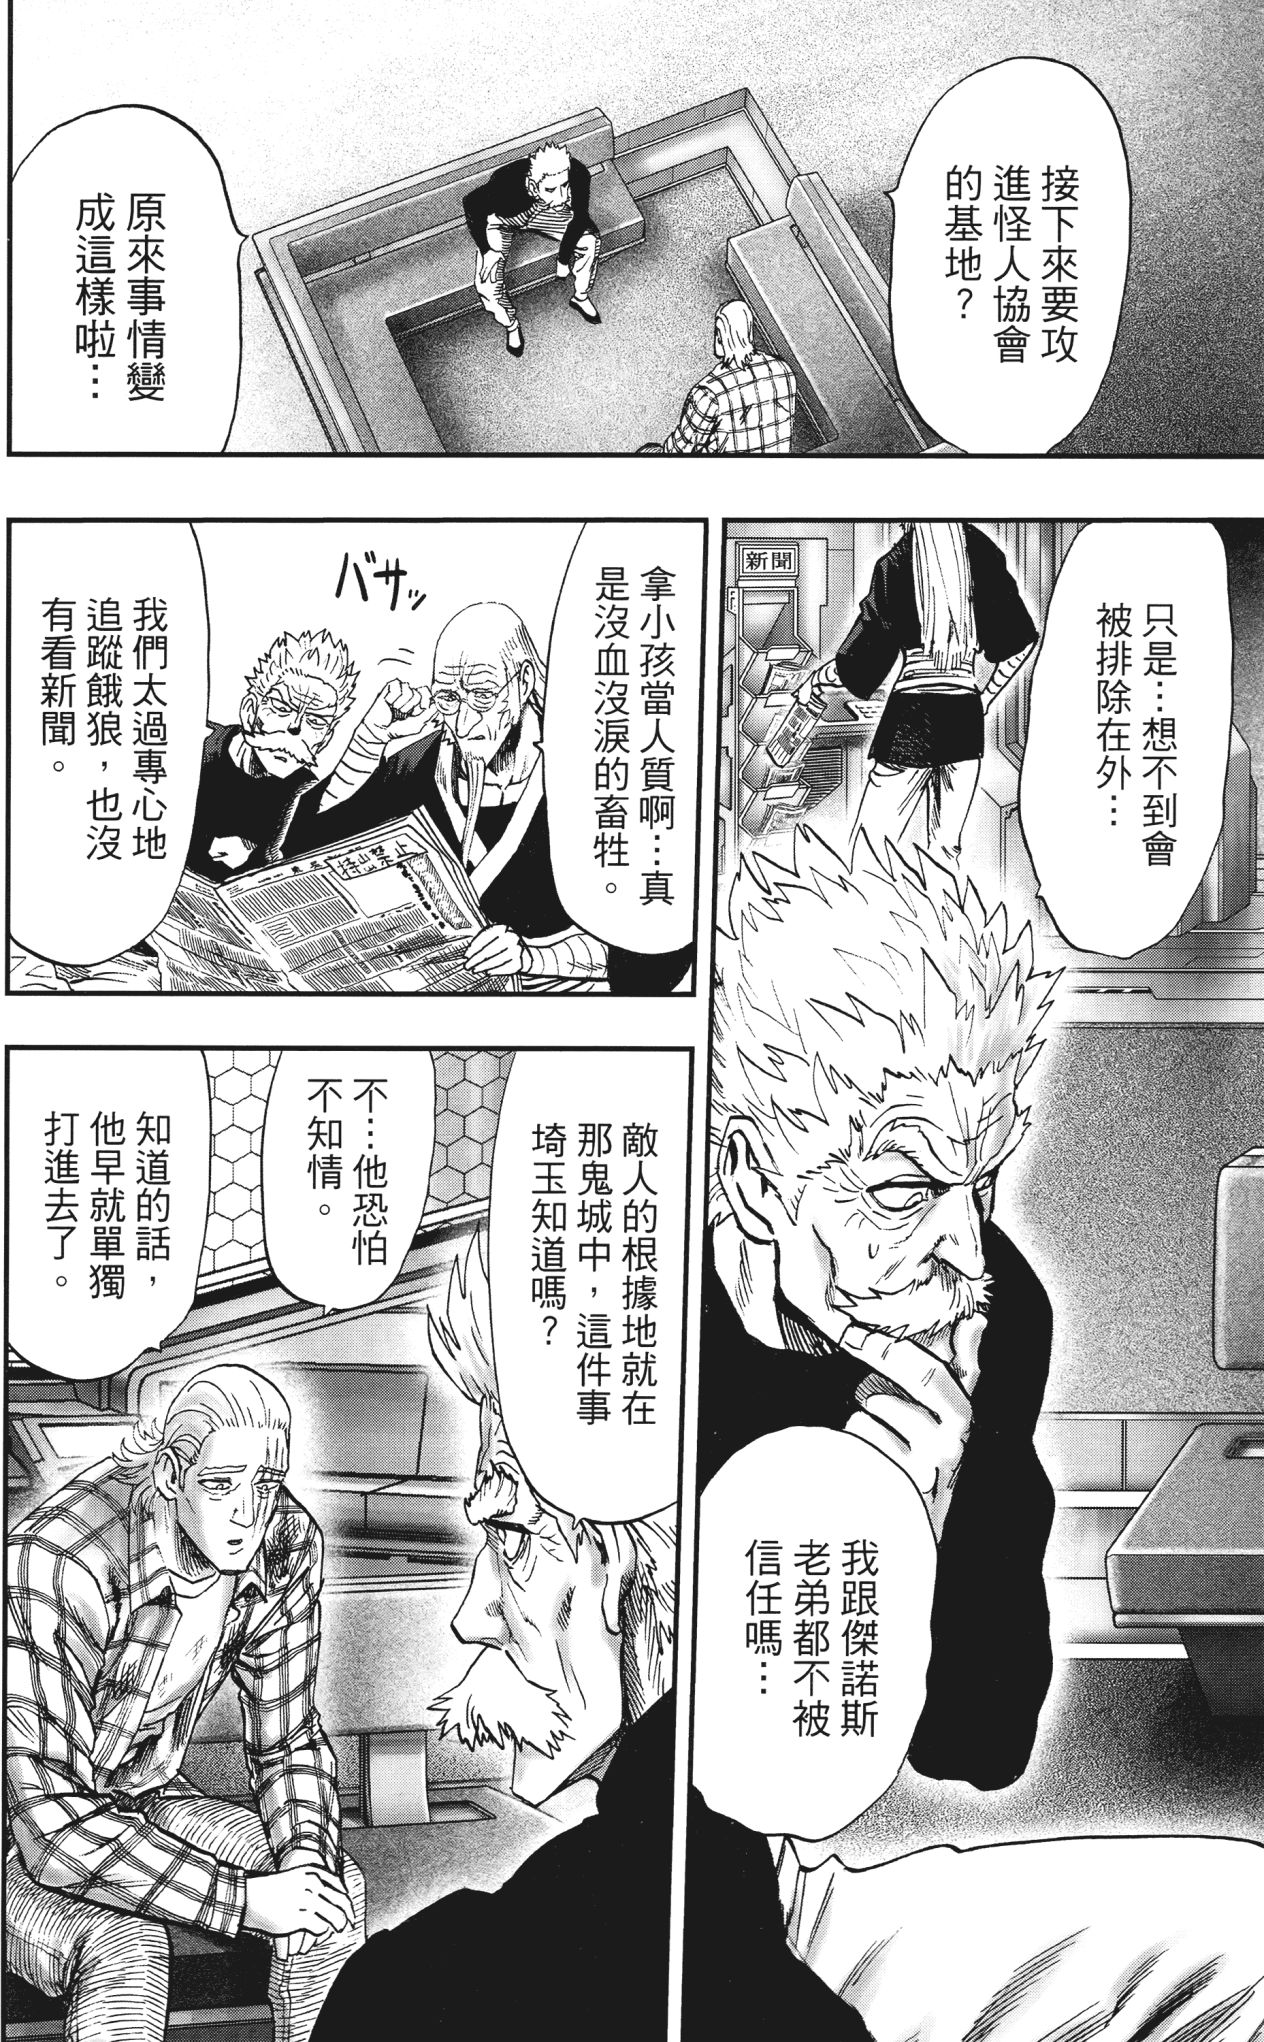 接下來要攻
進怪人協會
的基地？
原來事情變
成這樣啦…
只是…想不到會
被排除在外…
新聞
我跟傑諾斯
老弟都不被
信任嗎…
拿小孩當人質啊…真
是沒血沒淚的畜牲。
バサッ
持出禁止
我們太過專心地
追蹤餓狼，也沒
有看新聞。
敵人的根據地就在
那鬼城中，這件事
埼玉知道嗎？
不…他恐怕
不知情。
知道的話，
他早就單獨
打進去了。